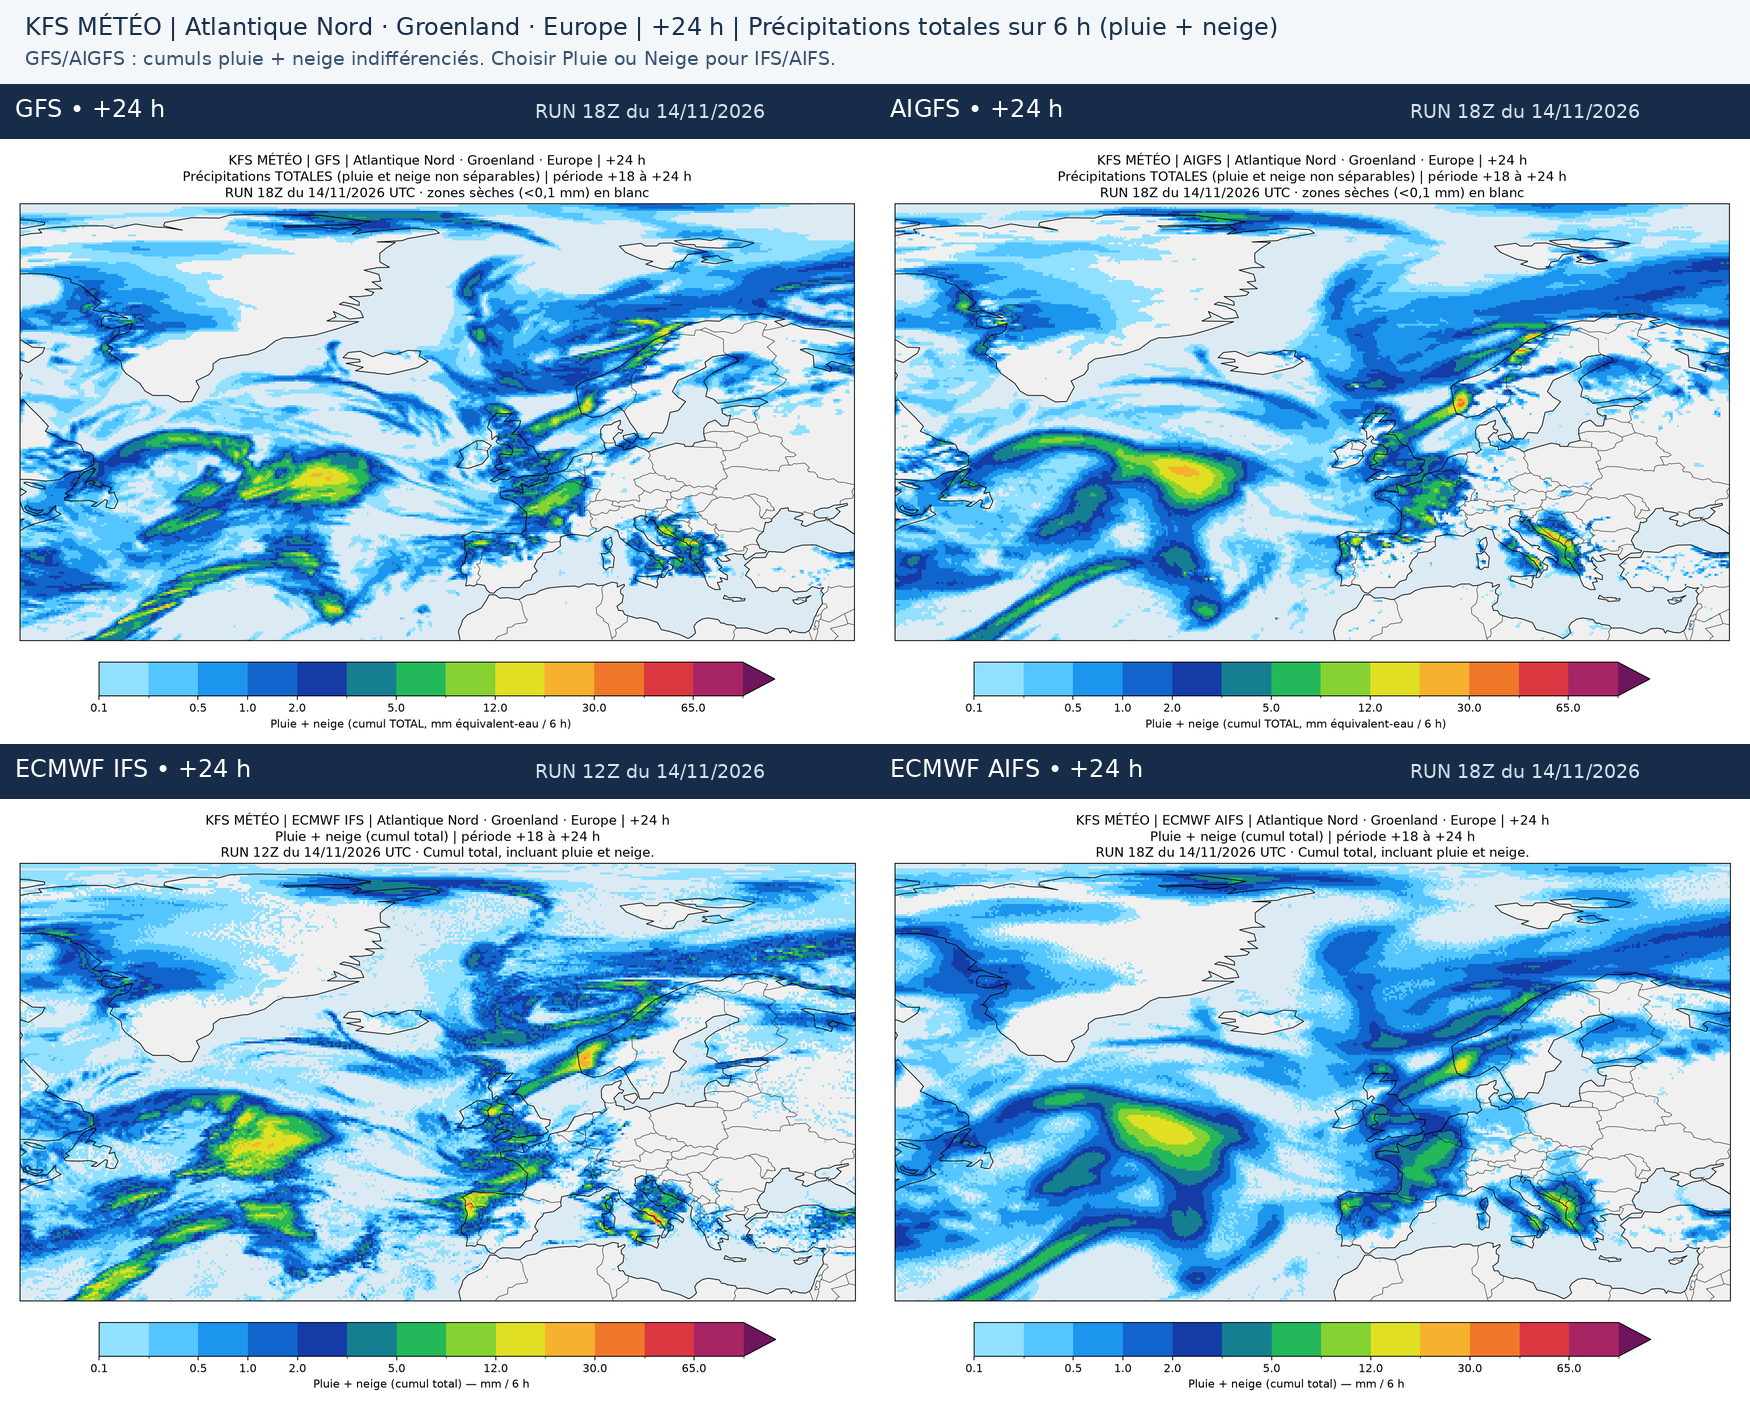 KFS MÉTÉO | Atlantique Nord · Groenland · Europe | +24 h | Précipitations totales sur 6 h (pluie + neige)
GFS/AIGFS : cumuls pluie + neige indifférenciés. Choisir Pluie ou Neige pour IFS/AIFS.
GFS • +24 h RUN 18Z du 14/11/2026
KFS MÉTÉO | GFS | Atlantique Nord · Groenland · Europe | +24 h
Précipitations TOTALES (pluie et neige non séparables) | période +18 à +24 h
RUN 18Z du 14/11/2026 UTC · zones sèches (<0,1 mm) en blanc
0.1 0.5 1.0 2.0 5.0 12.0 30.0 65.0
Pluie + neige (cumul TOTAL, mm équivalent-eau / 6 h)
AIGFS • +24 h RUN 18Z du 14/11/2026
KFS MÉTÉO | AIGFS | Atlantique Nord · Groenland · Europe | +24 h
Précipitations TOTALES (pluie et neige non séparables) | période +18 à +24 h
RUN 18Z du 14/11/2026 UTC · zones sèches (<0,1 mm) en blanc
0.1 0.5 1.0 2.0 5.0 12.0 30.0 65.0
Pluie + neige (cumul TOTAL, mm équivalent-eau / 6 h)
ECMWF IFS • +24 h RUN 12Z du 14/11/2026
KFS MÉTÉO | ECMWF IFS | Atlantique Nord · Groenland · Europe | +24 h
Pluie + neige (cumul total) | période +18 à +24 h
RUN 12Z du 14/11/2026 UTC · Cumul total, incluant pluie et neige.
0.1 0.5 1.0 2.0 5.0 12.0 30.0 65.0
Pluie + neige (cumul total) — mm / 6 h
ECMWF AIFS • +24 h RUN 18Z du 14/11/2026
KFS MÉTÉO | ECMWF AIFS | Atlantique Nord · Groenland · Europe | +24 h
Pluie + neige (cumul total) | période +18 à +24 h
RUN 18Z du 14/11/2026 UTC · Cumul total, incluant pluie et neige.
0.1 0.5 1.0 2.0 5.0 12.0 30.0 65.0
Pluie + neige (cumul total) — mm / 6 h